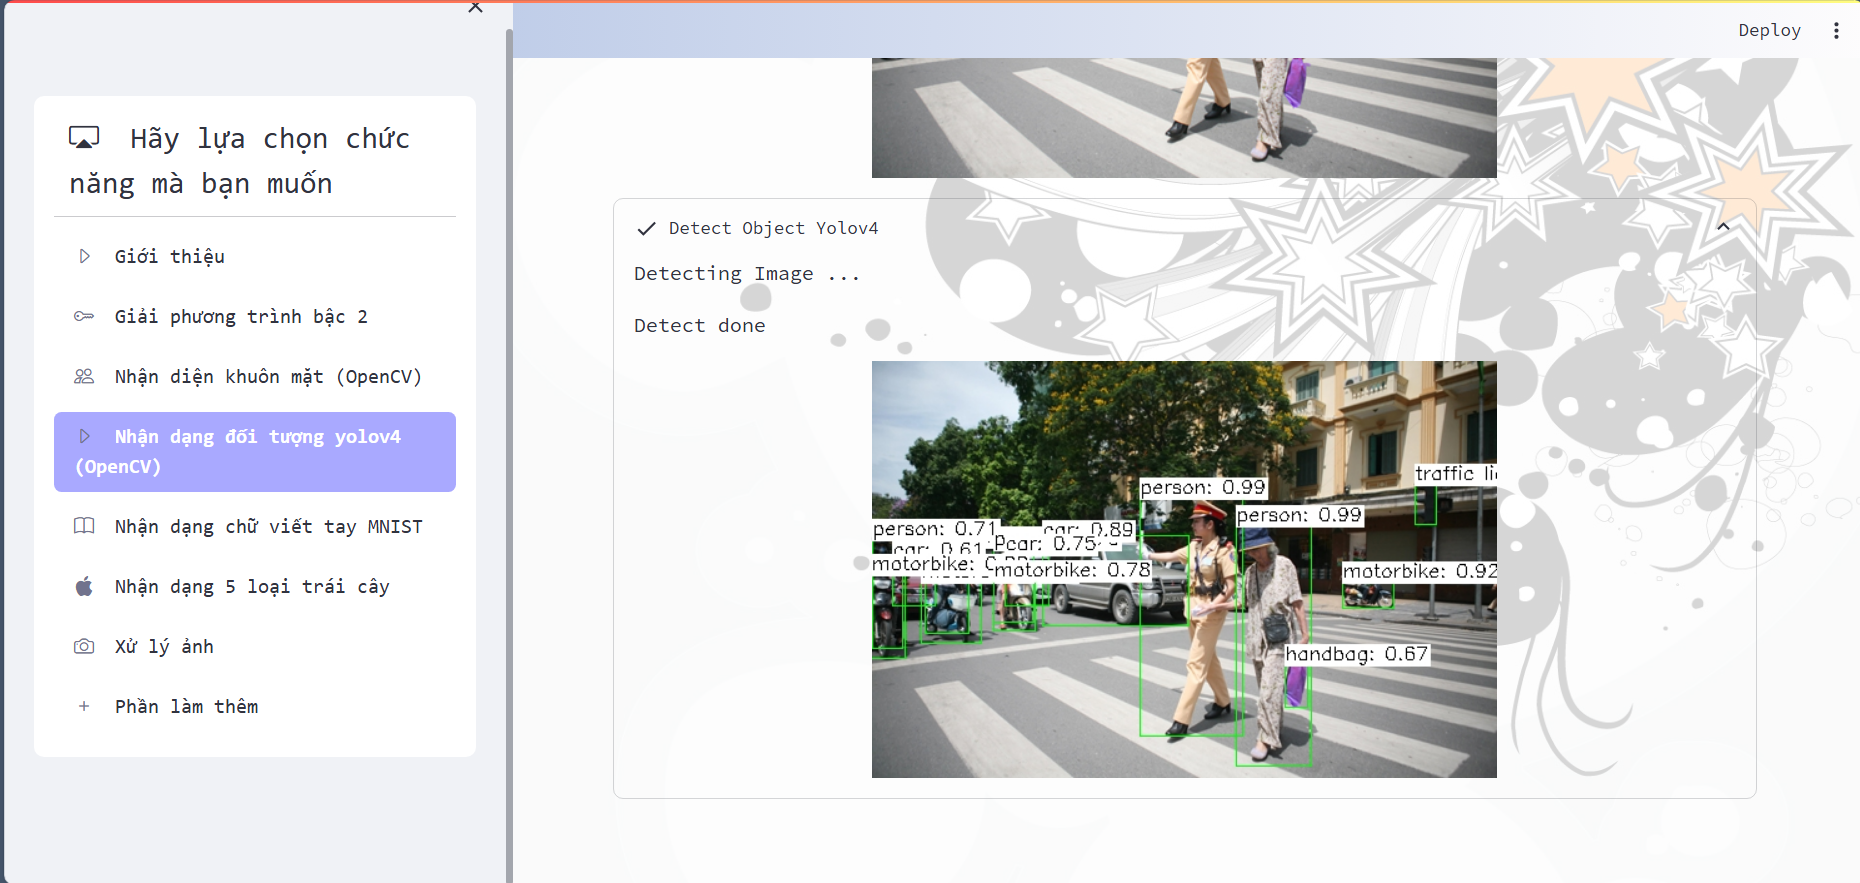 Deploy
Hãy lựa chọn chức
năng mà bạn muốn
Giới thiệu
Giải phương trình bậc 2
Nhận diện khuôn mặt (OpenCV)
Nhận dạng đối tượng yolov4
(OpenCV)
Nhận dạng chữ viết tay MNIST
Nhận dạng 5 loại trái cây
Xử lý ảnh
Phần làm thêm
Detect Object Yolov4
Detecting Image ...
Detect done
traffic
person: 0.99
person: 0.99
person: 0.71
car: 0.89
car: 0.75
car: 0.61
motorbike:
motorbike: 0.78
motorbike: 0.92
handbag: 0.67